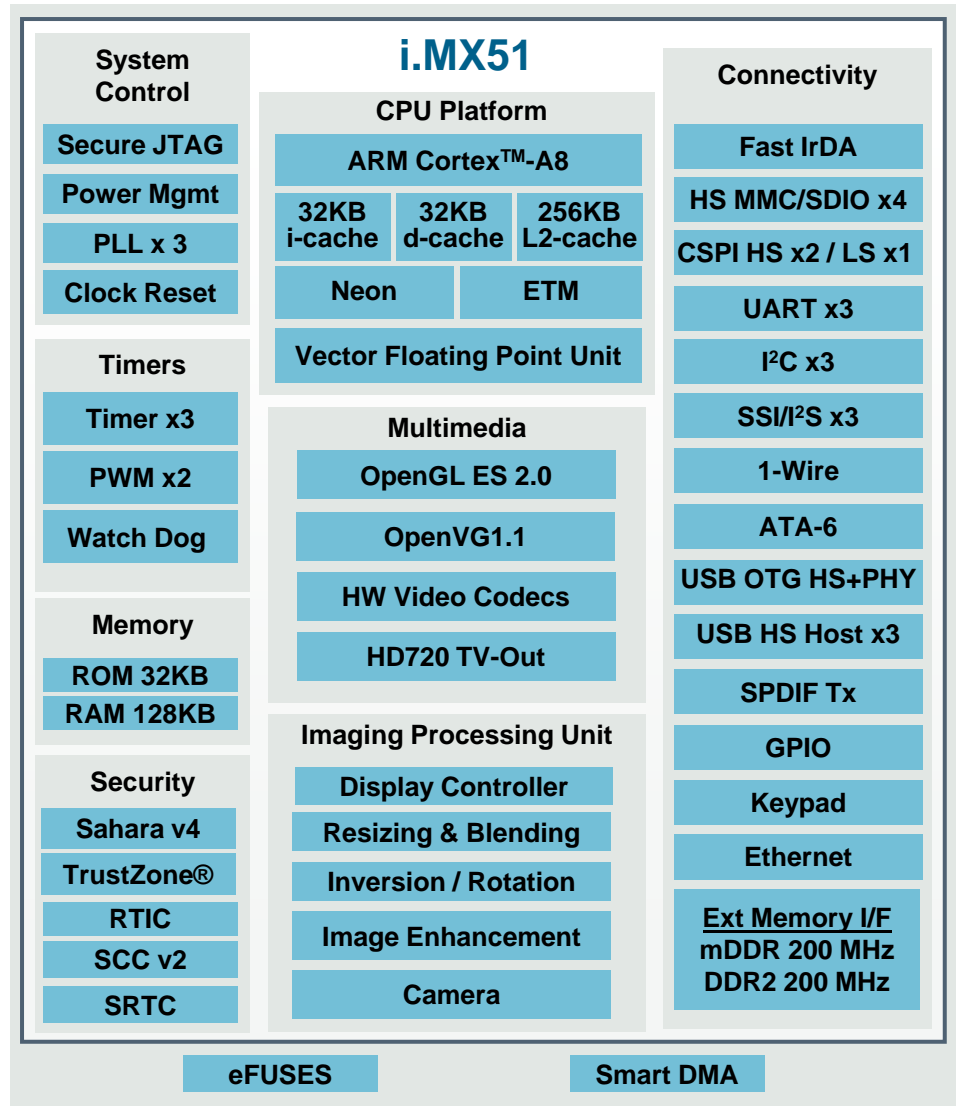 i.MX51
System
Control
Secure JTAG
Power Mgmt
PLL x 3
Clock Reset
Timers
Timer x3
PWM x2
Watch Dog
Memory
ROM 32KB
RAM 128KB
Security
Sahara v4
TrustZone®
RTIC
SCC v2
SRTC
CPU Platform
ARM Cortex™-A8
32KB
i-cache
32KB
d-cache
256KB
L2-cache
Neon
ETM
Vector Floating Point Unit
Multimedia
OpenGL ES 2.0
OpenVG1.1
HW Video Codecs
HD720 TV-Out
Imaging Processing Unit
Display Controller
Resizing & Blending
Inversion / Rotation
Image Enhancement
Camera
Connectivity
Fast IrDA
HS MMC/SDIO x4
CSPI HS x2 / LS x1
UART x3
I²C x3
SSI/I²S x3
1-Wire
ATA-6
USB OTG HS+PHY
USB HS Host x3
SPDIF Tx
GPIO
Keypad
Ethernet
Ext Memory I/F
mDDR 200 MHz
DDR2 200 MHz
eFUSES
Smart DMA